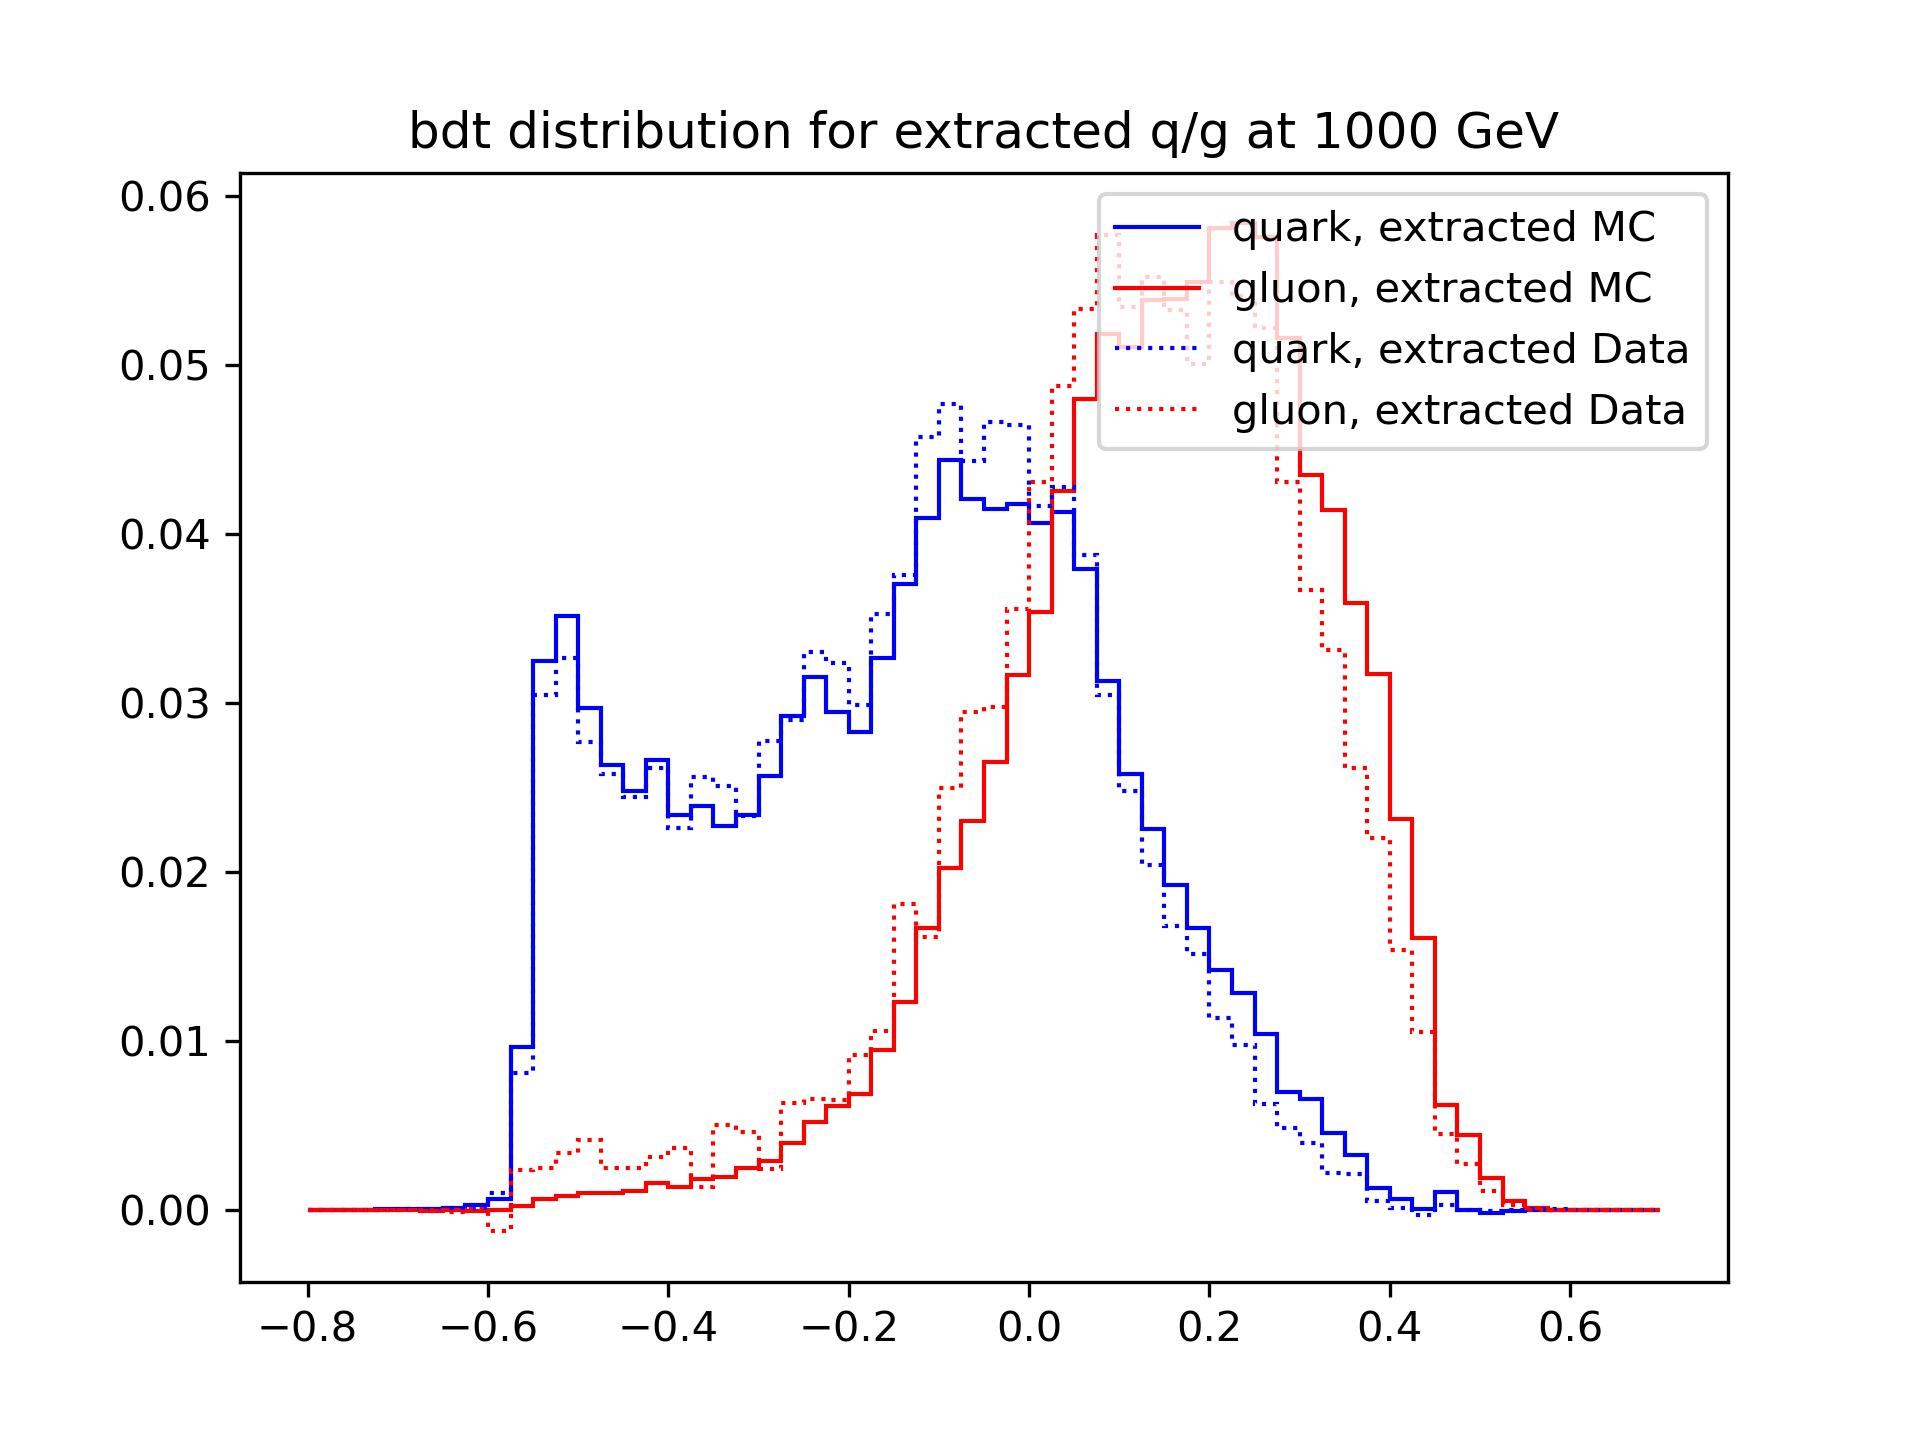 bdt distribution for extracted q/g at 1000 GeV
0.06
0.05
0.04
0.03
0.02
0.01
0.00
quark, extracted MC
gluon, extracted MC
quark, extracted Data
gluon, extracted Data
−0.8 −0.6 −0.4 −0.2 0.0 0.2 0.4 0.6